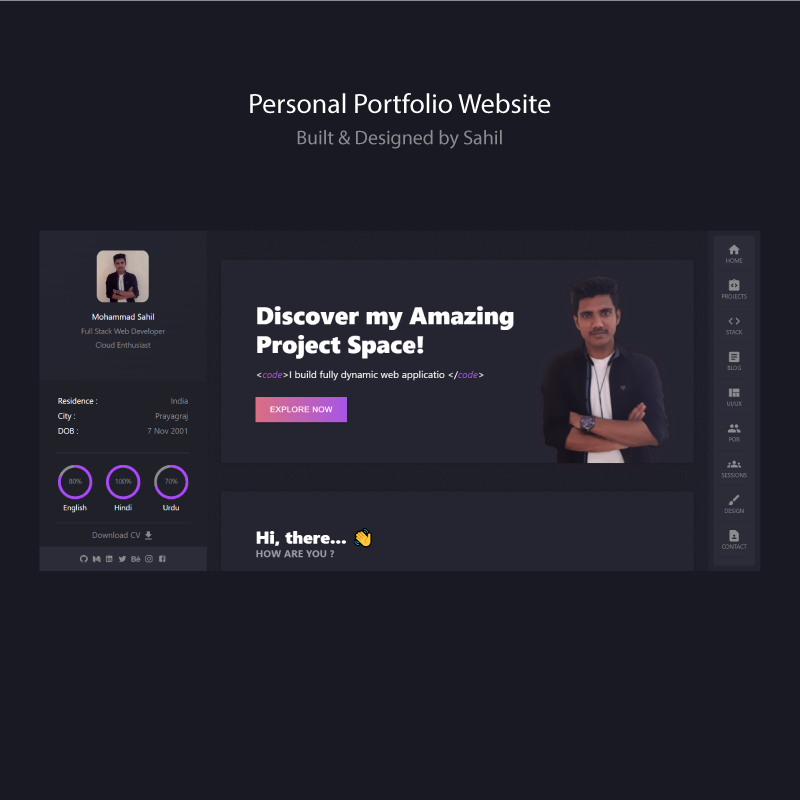 Personal Portfolio Website
Built & Designed by Sahil
Mohammad Sahil
Full Stack Web Developer
Cloud Enthusiast
Residence : India
City : Prayagraj
DOB : 7 Nov 2001
80% 100% 70%
English Hindi Urdu
Download CV
Bē
Discover my Amazing
Project Space!
<code>I build fully dynamic web applicatio </code>
EXPLORE NOW
Hi, there...
HOW ARE YOU ?
HOME
PROJECTS
STACK
BLOG
UI/UX
POR
SESSIONS
DESIGN
CONTACT